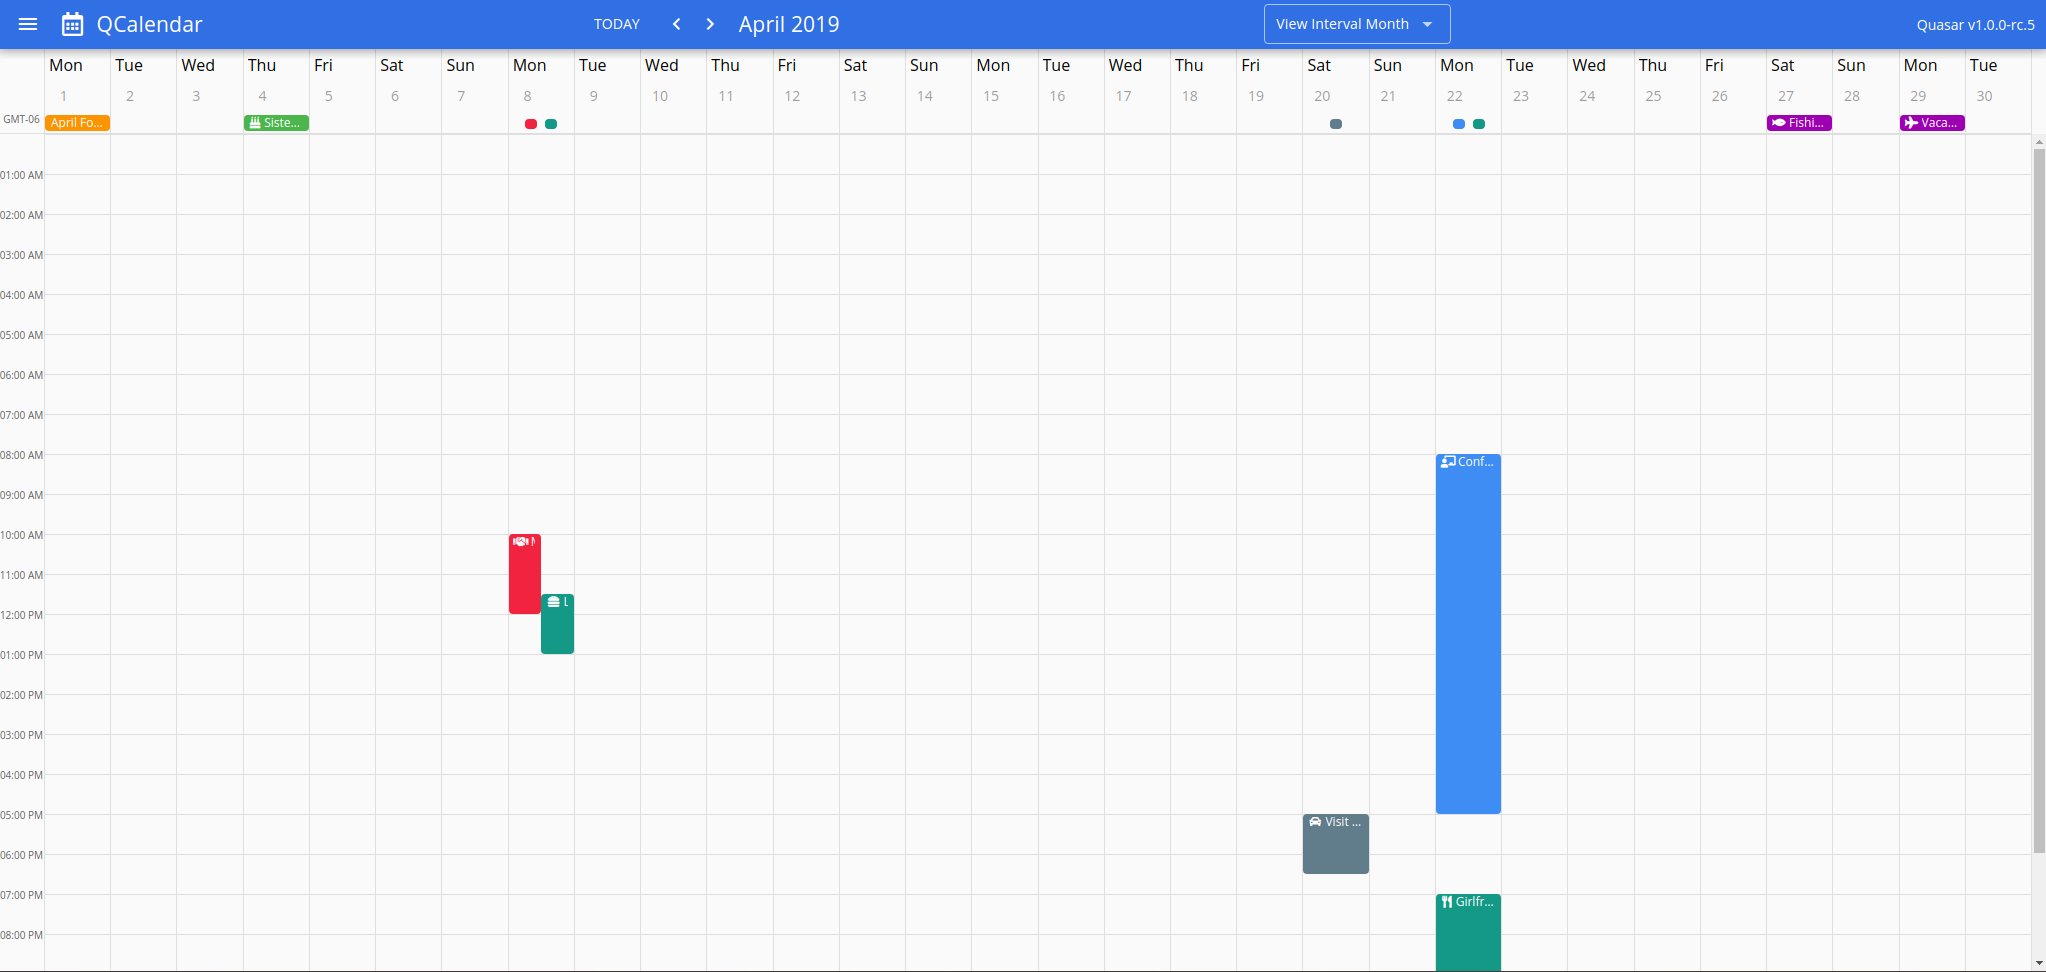 QCalendar TODAY April 2019 View Interval Month Quasar v1.0.0-rc.5
Mon Tue Wed Thu Fri Sat Sun Mon Tue Wed Thu Fri Sat Sun Mon Tue Wed Thu Fri Sat Sun Mon Tue Wed Thu Fri Sat Sun Mon Tue
1 2 3 4 5 6 7 8 9 10 11 12 13 14 15 16 17 18 19 20 21 22 23 24 25 26 27 28 29 30
GMT-06 April Fo... Siste... Fishi... Vaca...
01:00 AM
02:00 AM
03:00 AM
04:00 AM
05:00 AM
06:00 AM
07:00 AM
08:00 AM Conf...
09:00 AM
10:00 AM
11:00 AM
L
12:00 PM
01:00 PM
02:00 PM
03:00 PM
04:00 PM
05:00 PM Visit ...
06:00 PM
07:00 PM Girlfr...
08:00 PM